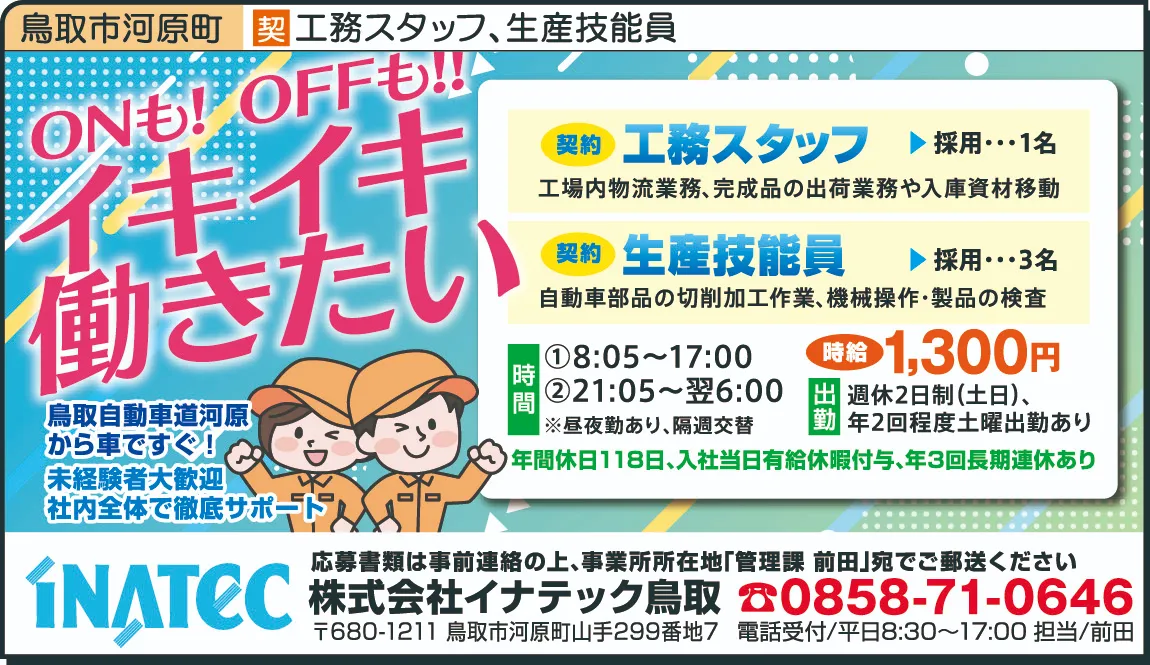 鳥取市河原町 契 工務スタッフ、生産技能員
ONも! OFFも!!
イキイキ
働きたい
鳥取自動車道河原
から車ですぐ!
未経験者大歓迎
社内全体で徹底サポート
契約 工務スタッフ ▶採用･･･1名
工場内物流業務、完成品の出荷業務や入庫資材移動
契約 生産技能員 ▶採用･･･3名
自動車部品の切削加工作業、機械操作･製品の検査
時間
①8:05〜17:00
②21:05〜翌6:00
※昼夜勤あり、隔週交替
時給 1,300円
出勤
週休2日制(土日)、
年2回程度土曜出勤あり
年間休日118日、入社当日有給休暇付与、年3回長期連休あり
iNATEC
応募書類は事前連絡の上、事業所所在地｢管理課 前田｣宛でご郵送ください
株式会社イナテック鳥取 ☎0858-71-0646
〒680-1211 鳥取市河原町山手299番地7 電話受付/平日8:30〜17:00 担当/前田